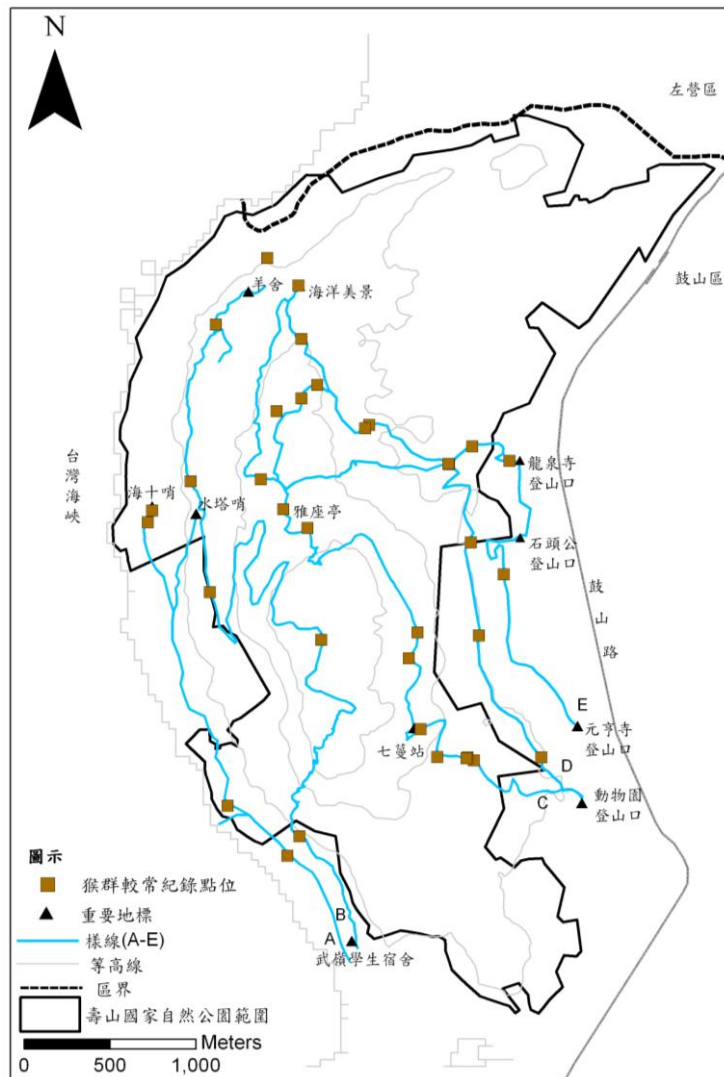 N
左營區
鼓山區
羊舍
海洋美景
台灣海峽
海十哨
水塔哨
雅座亭
龍泉寺
登山口
石頭公
登山口
鼓山路
E
元亨寺
登山口
七蔓站
D
C
動物園
登山口
B
A
武嶺學生宿舍
圖示
猴群較常紀錄點位
重要地標
樣線(A-E)
等高線
區界
壽山國家自然公園範圍
Meters
0 500 1,000